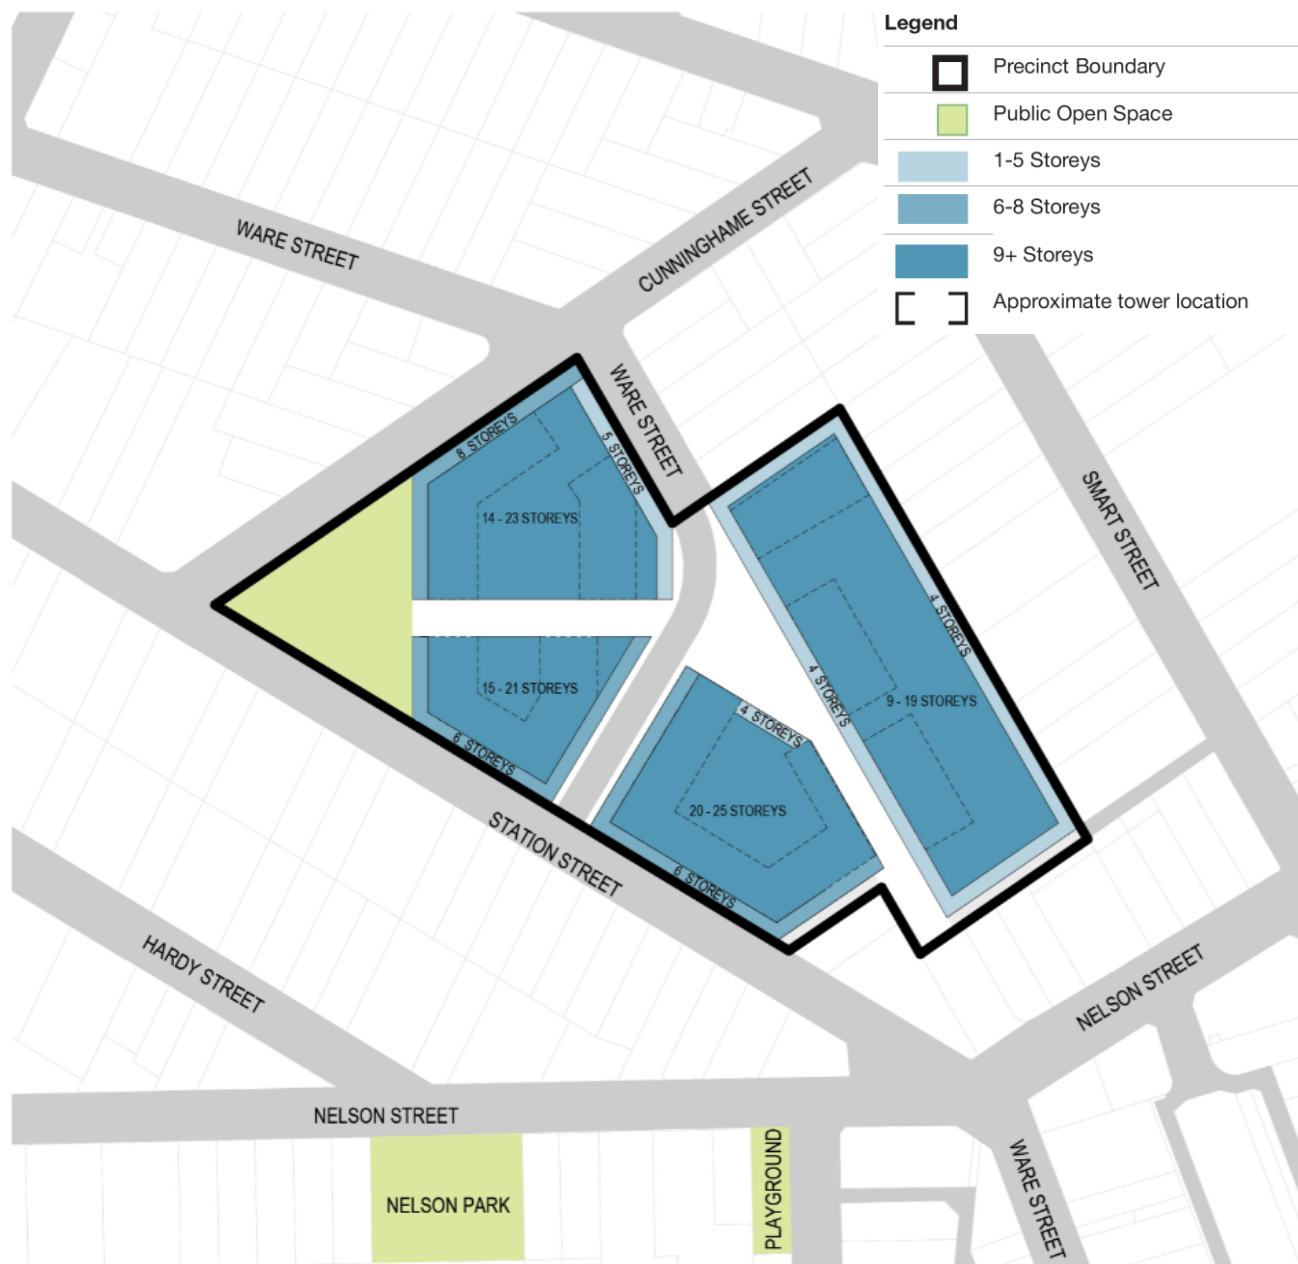 Legend
Precinct Boundary
Public Open Space
1-5 Storeys
6-8 Storeys
9+ Storeys
Approximate tower location
WARE STREET
CUNNINGHAME STREET
WARE STREET
SMART STREET
8 STOREYS
5 STOREYS
14 - 23 STOREYS
4 STOREYS
4 STOREYS
9 - 19 STOREYS
15 - 21 STOREYS
6 STOREYS
4 STOREYS
20 - 25 STOREYS
6 STOREYS
STATION STREET
HARDY STREET
NELSON STREET
NELSON STREET
NELSON PARK
PLAYGROUND
WARE STREET